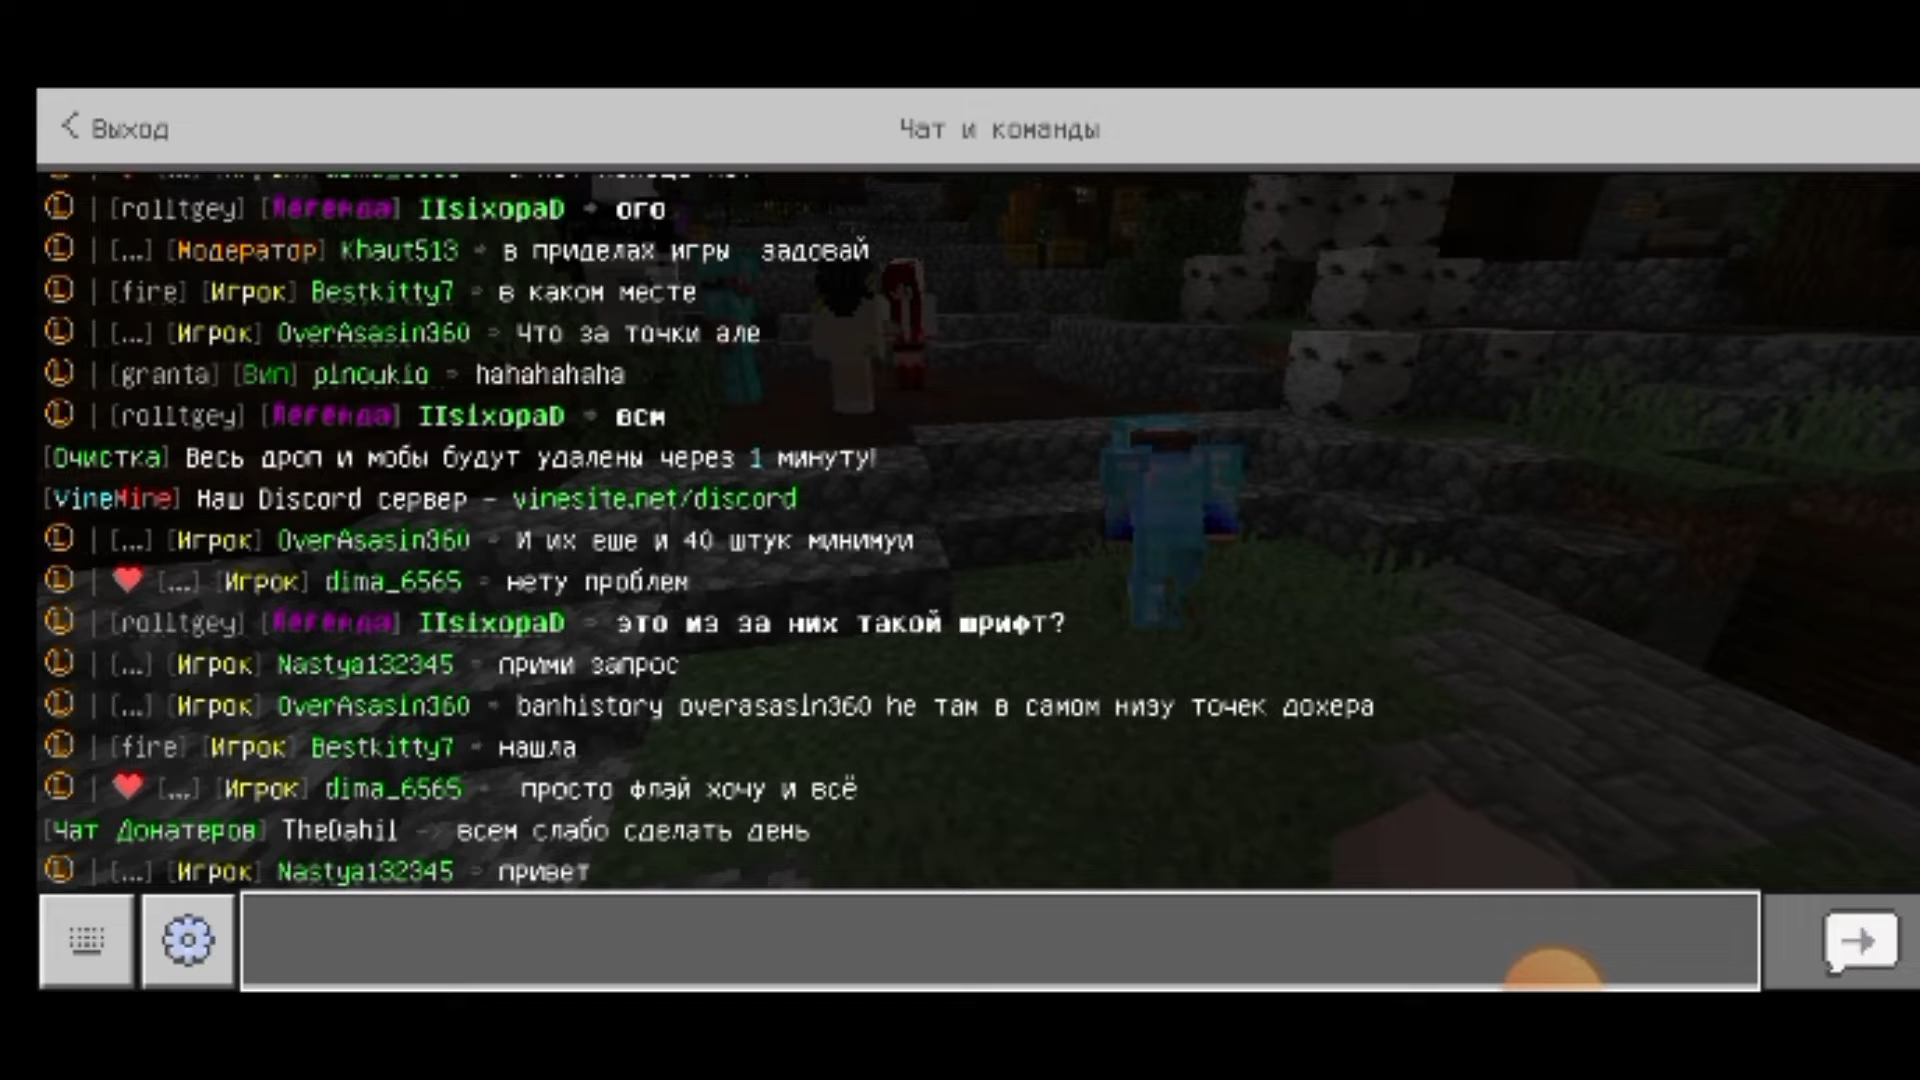 Выход
Чат и команды
Ⓛ | [rolltgey] [Легенда] IIsixopaD огo
Ⓛ | [...] [Модератор] Khaut513 в приделах игры задовай
Ⓛ | [fire] [Игрок] Bestkitty7 в каком месте
Ⓛ | [...] [Игрок] OverAsasin360 Что за точки але
Ⓛ | [granta] [Вип] pinoukio hahahahaha
Ⓛ | [rolltgey] [Легенда] IIsixopaD всм
[Очистка] Весь дроп и мобы будут удалены через 1 минуту!
[VineMine] Наш Discord сервер - vinesite.net/discord
Ⓛ | [...] [Игрок] OverAsasin360 И их еше и 40 штук минимуи
Ⓛ | ❤ [...] [Игрок] dima_6565 нету проблем
Ⓛ | [rolltgey] [Легенда] IIsixopaD это из за них такой шрифт?
Ⓛ | [...] [Игрок] Nastya132345 прими запрос
Ⓛ | [...] [Игрок] OverAsasin360 banhistory overasasin360 не там в самом низу точек дохера
Ⓛ | [fire] [Игрок] Bestkitty7 нашла
Ⓛ | ❤ [...] [Игрок] dima_6565 просто флай хочу и всё
[Чат Донатеров] TheDahil -> всем слабо сделать день
Ⓛ | [...] [Игрок] Nastya132345 привет